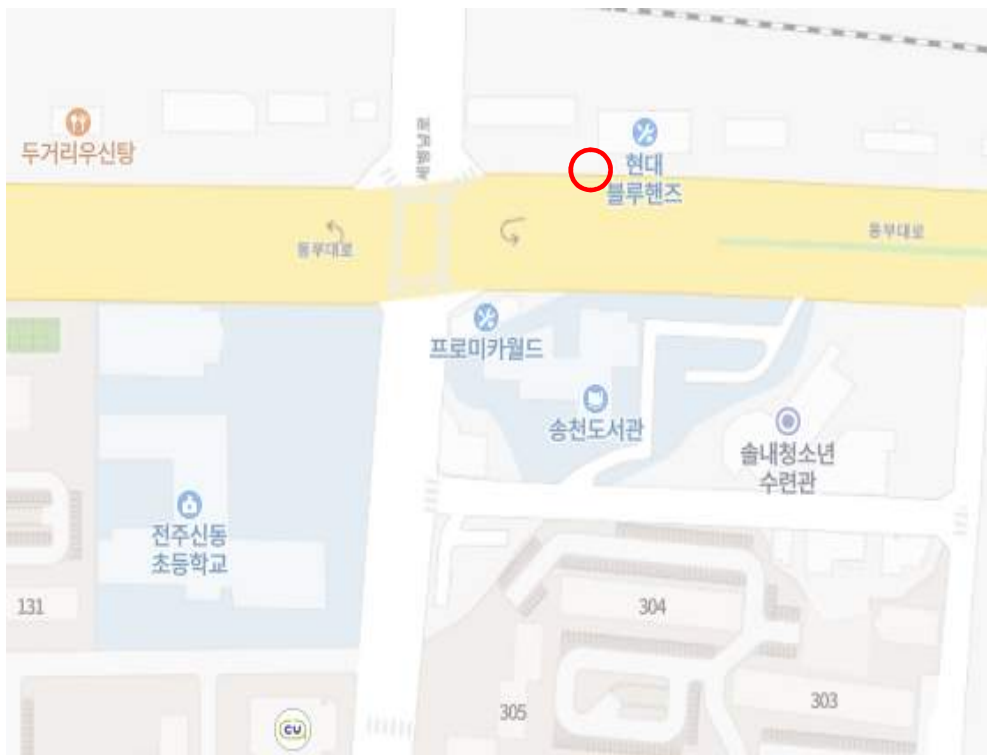 두거리우신탕
현대
블루핸즈
동부대로
동부대로
프로미카월드
송천도서관
솔내청소년
수련관
전주신동
초등학교
131
304
303
305
CU